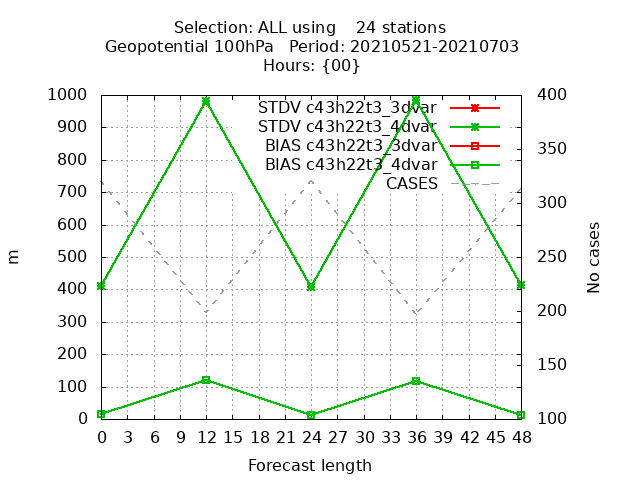 Selection: ALL using    24 stations
Geopotential 100hPa   Period: 20210521-20210703
Hours: {00}
STDV c43h22t3_3dvar
STDV c43h22t3_4dvar
BIAS c43h22t3_3dvar
BIAS c43h22t3_4dvar
CASES
1000
900
800
700
600
500
400
300
200
100
0
m
400
350
300
250
200
150
100
No cases
0 3 6 9 12 15 18 21 24 27 30 33 36 39 42 45 48
Forecast length